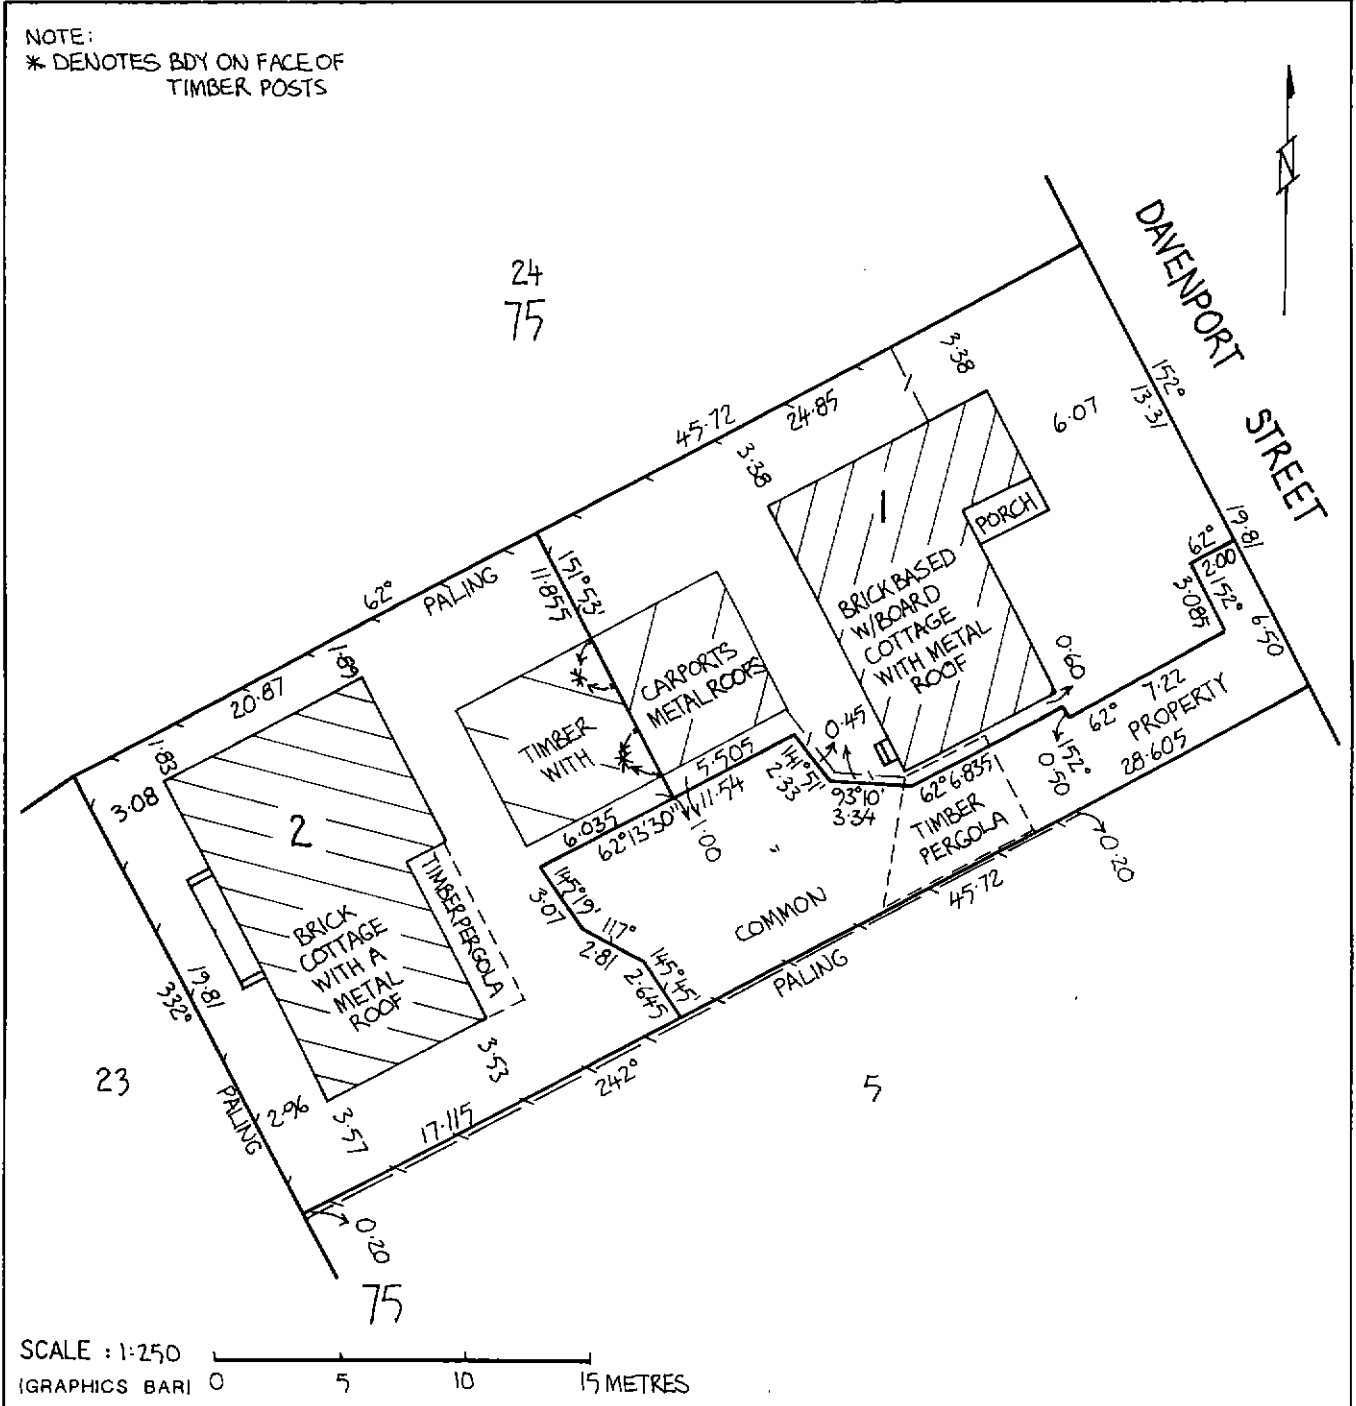 NOTE:
* DENOTES BDY ON FACE OF
TIMBER POSTS
N
DAVENPORT
STREET
24
75
3·38
6·07
152°
13·31
45·72
24·85
3·38
1
PORCH
19·81
62°
2·00
152°
3·085
6·50
62°
PALING
151°53'
11·855
BRICK BASED
W/BOARD
COTTAGE
WITH METAL
ROOF
CARPORTS
METAL ROOFS
*
*
TIMBER
WITH
0·60
7·22
62°
PROPERTY
28·605
152°
0·50
0·45
1·89
20·87
1·83
3·08
2
5·505
141°51'
2·33
93°10'
3·34
62° 6·835
TIMBER
PERGOLA
0·20
6·035
62°13'30"
11·54
1·00
"
COMMON
45·72
PALING
TIMBER PERGOLA
145°19'
3·07
117°
2·81
145°45'
2·645
BRICK
COTTAGE
WITH A
METAL
ROOF
19·81
332°
PALING
23
2·96
3·57
3·53
17·115
242°
5
0·20
75
SCALE : 1:250
(GRAPHICS BAR) 0 5 10 15 METRES